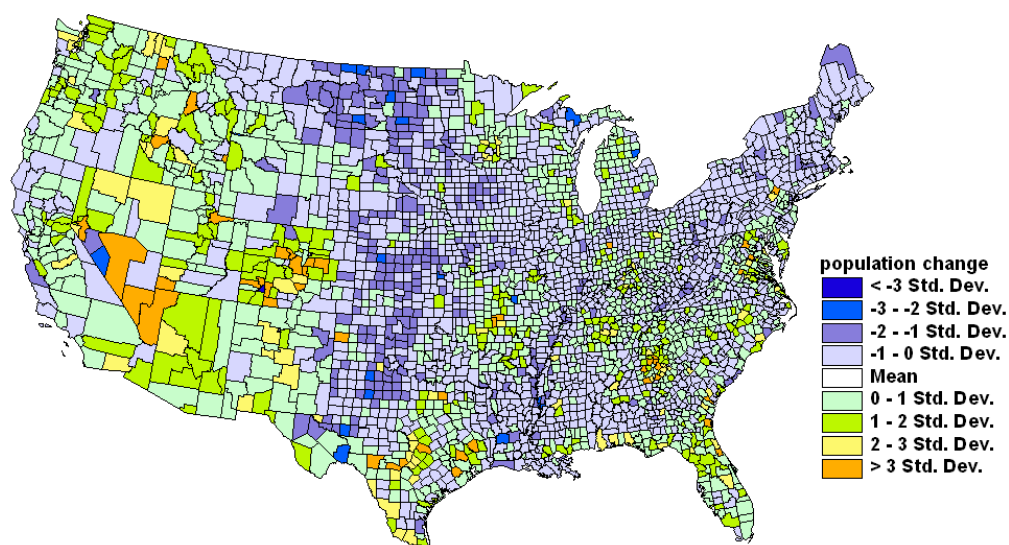 population change
< -3 Std. Dev.
-3 - -2 Std. Dev.
-2 - -1 Std. Dev.
-1 - 0 Std. Dev.
Mean
0 - 1 Std. Dev.
1 - 2 Std. Dev.
2 - 3 Std. Dev.
> 3 Std. Dev.